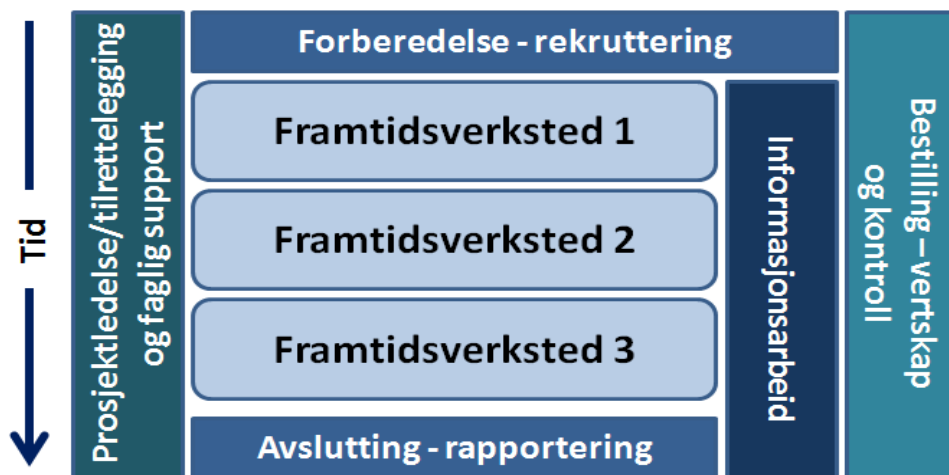 Tid
Prosjektledelse/tilrettelegging
og faglig support
Forberedelse - rekruttering
Framtidsverksted 1
Framtidsverksted 2
Framtidsverksted 3
Avslutting - rapportering
Informasjonsarbeid
Bestilling – vertskap
og kontroll